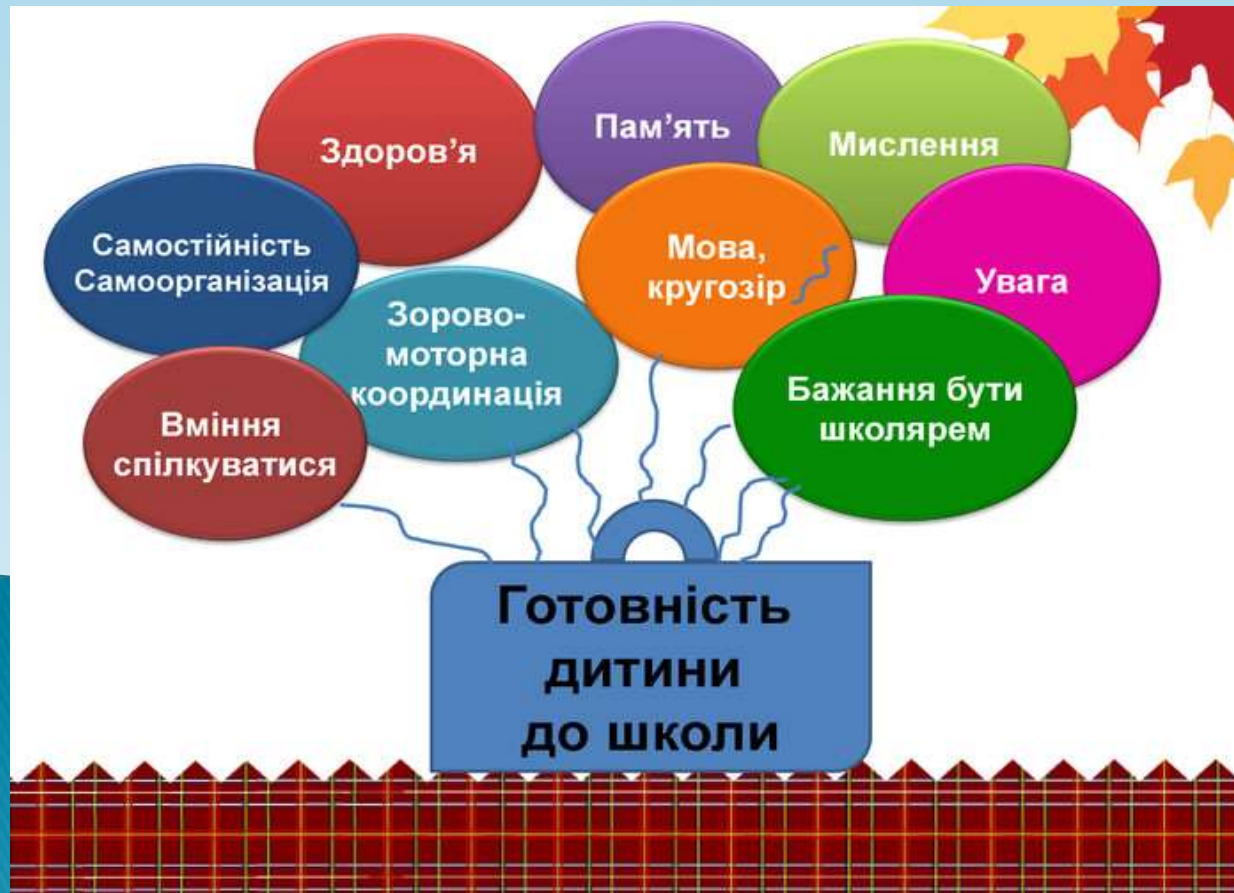 Здоров’я
Пам’ять
Мислення
Самостійність
Самоорганізація
Мова,
кругозір
Увага
Зорово-
моторна
координація
Бажання бути
школярем
Вміння
спілкуватися
Готовність
дитини
до школи